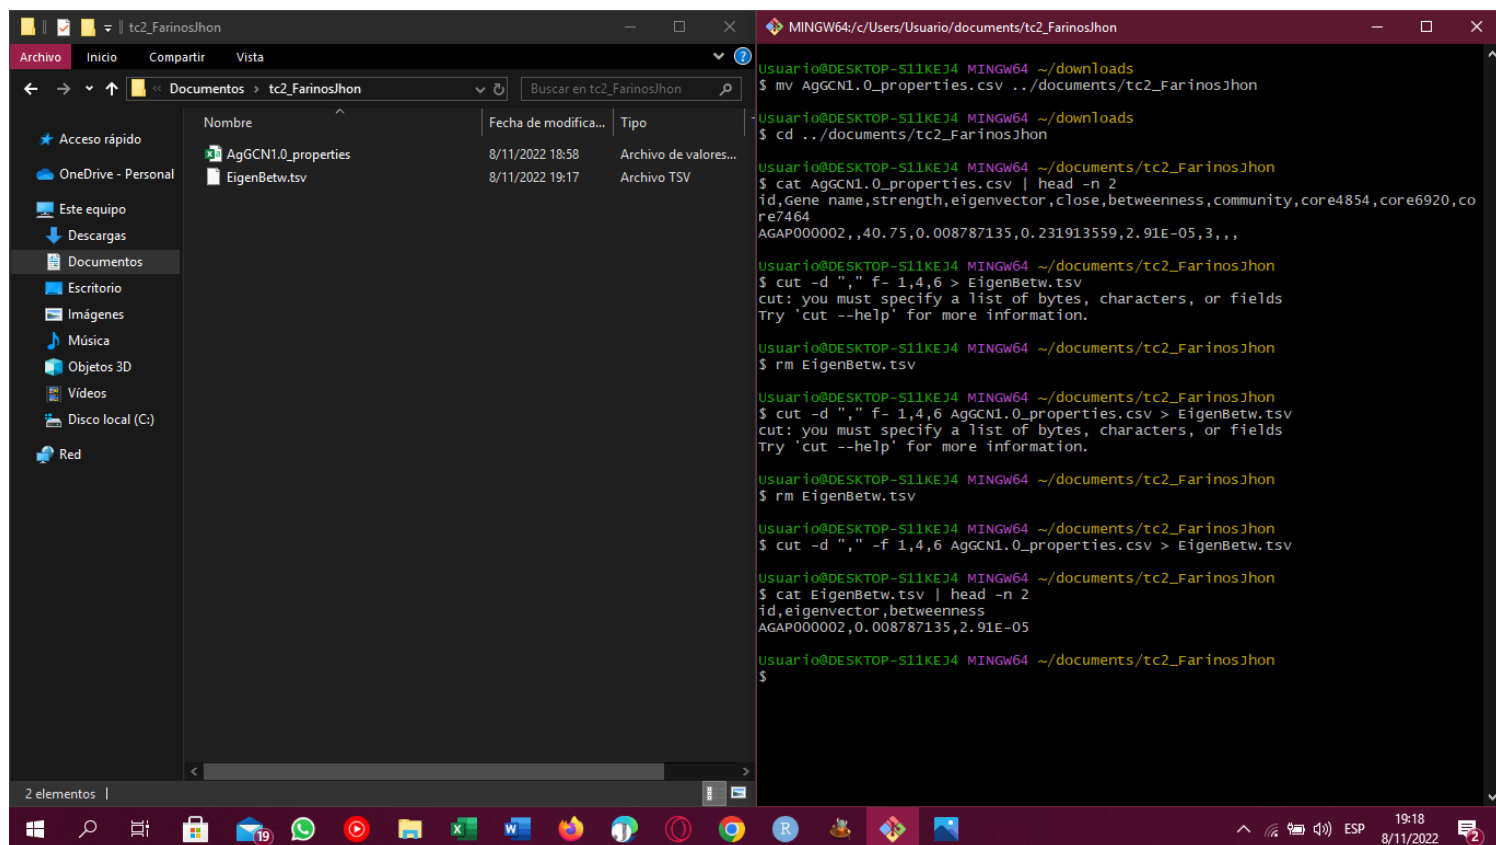 tc2_FarinosJhon
Archivo
Inicio
Compartir
Vista
Documentos > tc2_FarinosJhon
Buscar en tc2_FarinosJhon
Nombre
Fecha de modifica...
Tipo
Acceso rápido
OneDrive - Personal
Este equipo
Descargas
Documentos
Escritorio
Imágenes
Música
Objetos 3D
Vídeos
Disco local (C:)
Red
AgGCN1.0_properties 8/11/2022 18:58 Archivo de valores...
EigenBetw.tsv 8/11/2022 19:17 Archivo TSV
2 elementos
MINGW64:/c/Users/Usuario/documents/tc2_FarinosJhon
Usuario@DESKTOP-S11KEJ4 MINGW64 ~/downloads
$ mv AgGCN1.0_properties.csv ../documents/tc2_FarinosJhon
Usuario@DESKTOP-S11KEJ4 MINGW64 ~/downloads
$ cd ../documents/tc2_FarinosJhon
Usuario@DESKTOP-S11KEJ4 MINGW64 ~/documents/tc2_FarinosJhon
$ cat AgGCN1.0_properties.csv | head -n 2
id,Gene name,strength,eigenvector,close,betweenness,community,core4854,core6920,co
re7464
AGAP000002,,40.75,0.008787135,0.231913559,2.91E-05,3,,,
Usuario@DESKTOP-S11KEJ4 MINGW64 ~/documents/tc2_FarinosJhon
$ cut -d "," f- 1,4,6 > EigenBetw.tsv
cut: you must specify a list of bytes, characters, or fields
Try 'cut --help' for more information.
Usuario@DESKTOP-S11KEJ4 MINGW64 ~/documents/tc2_FarinosJhon
$ rm EigenBetw.tsv
Usuario@DESKTOP-S11KEJ4 MINGW64 ~/documents/tc2_FarinosJhon
$ cut -d "," f- 1,4,6 AgGCN1.0_properties.csv > EigenBetw.tsv
cut: you must specify a list of bytes, characters, or fields
Try 'cut --help' for more information.
Usuario@DESKTOP-S11KEJ4 MINGW64 ~/documents/tc2_FarinosJhon
$ rm EigenBetw.tsv
Usuario@DESKTOP-S11KEJ4 MINGW64 ~/documents/tc2_FarinosJhon
$ cut -d "," -f 1,4,6 AgGCN1.0_properties.csv > EigenBetw.tsv
Usuario@DESKTOP-S11KEJ4 MINGW64 ~/documents/tc2_FarinosJhon
$ cat EigenBetw.tsv | head -n 2
id,eigenvector,betweenness
AGAP000002,0.008787135,2.91E-05
Usuario@DESKTOP-S11KEJ4 MINGW64 ~/documents/tc2_FarinosJhon
$
19
ESP
19:18
8/11/2022
2